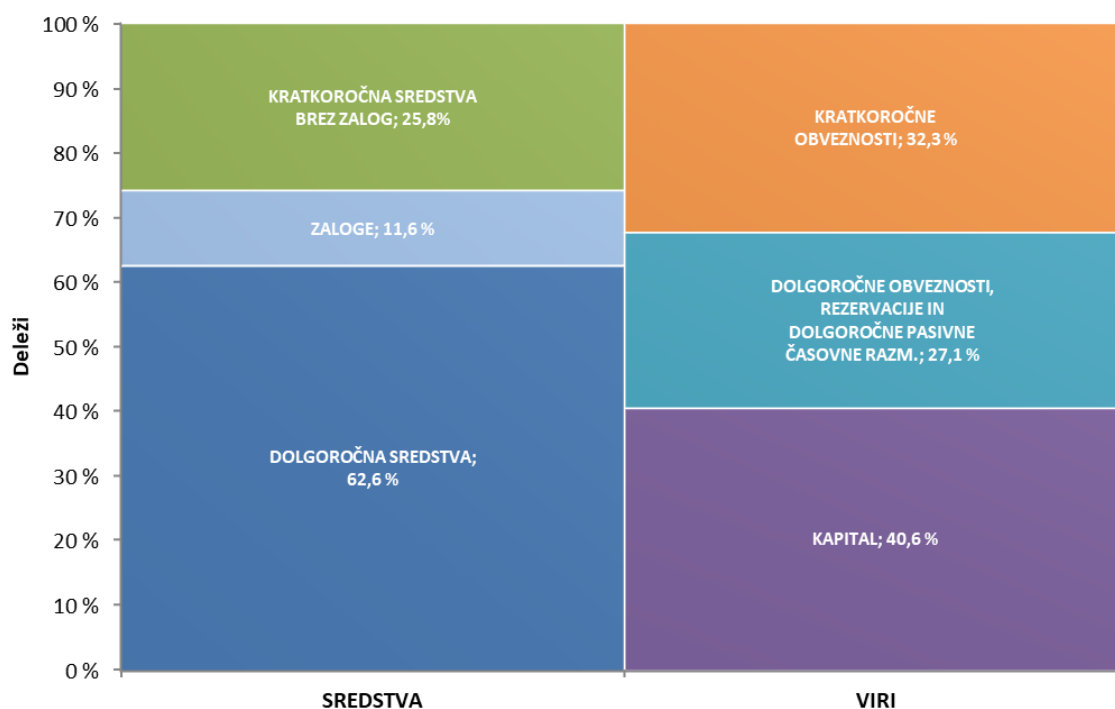 100 %
90 %
80 %
70 %
60 %
50 %
40 %
30 %
20 %
10 %
0 %
Deleži
KRATKOROČNA SREDSTVA
BREZ ZALOG; 25,8%
ZALOGE; 11,6 %
DOLGOROČNA SREDSTVA;
62,6 %
KRATKOROČNE
OBVEZNOSTI; 32,3 %
DOLGOROČNE OBVEZNOSTI,
REZERVACIJE IN
DOLGOROČNE PASIVNE
ČASOVNE RAZM.; 27,1 %
KAPITAL; 40,6 %
SREDSTVA
VIRI